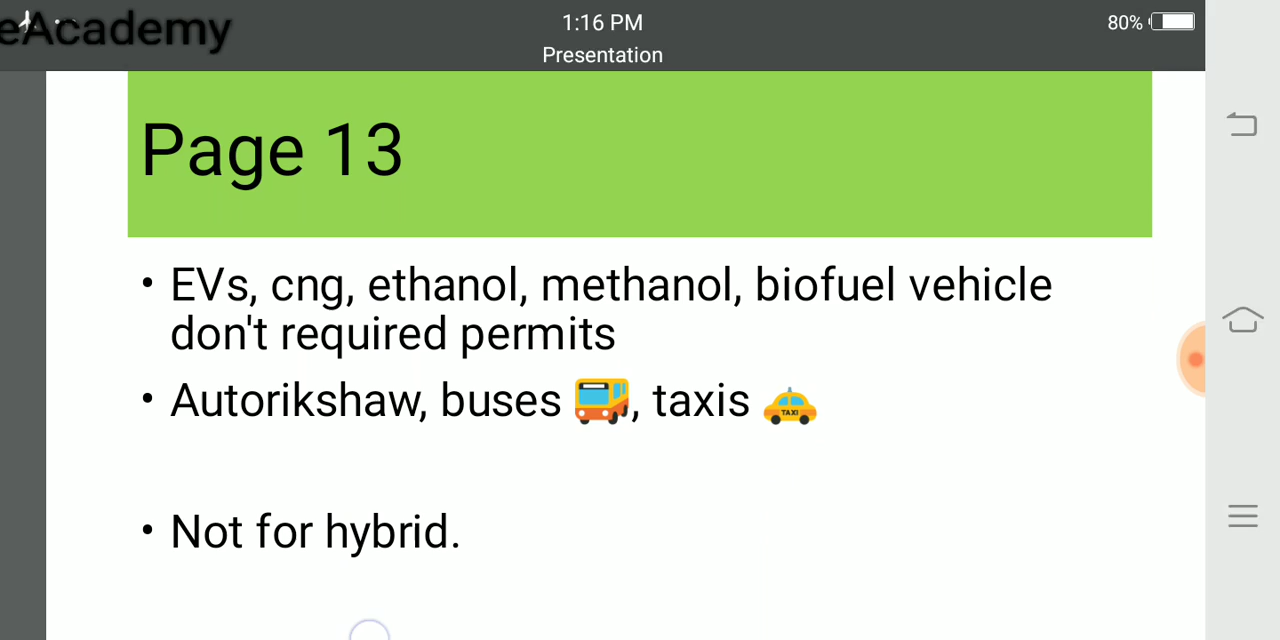 eAcademy
1:16 PM
80%
Presentation
Page 13
• EVs, cng, ethanol, methanol, biofuel vehicle
don't required permits
• Autorikshaw, buses 🚌, taxis 🚕
TAXI
• Not for hybrid.